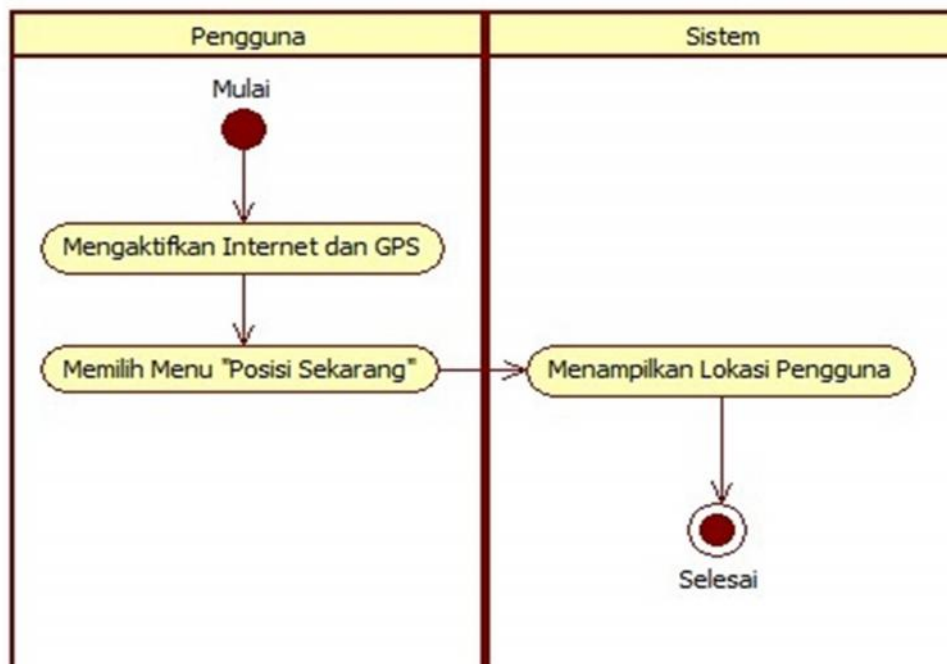 Pengguna
Sistem
Mulai
Mengaktifkan Internet dan GPS
Memilih Menu "Posisi Sekarang"
Menampilkan Lokasi Pengguna
Selesai